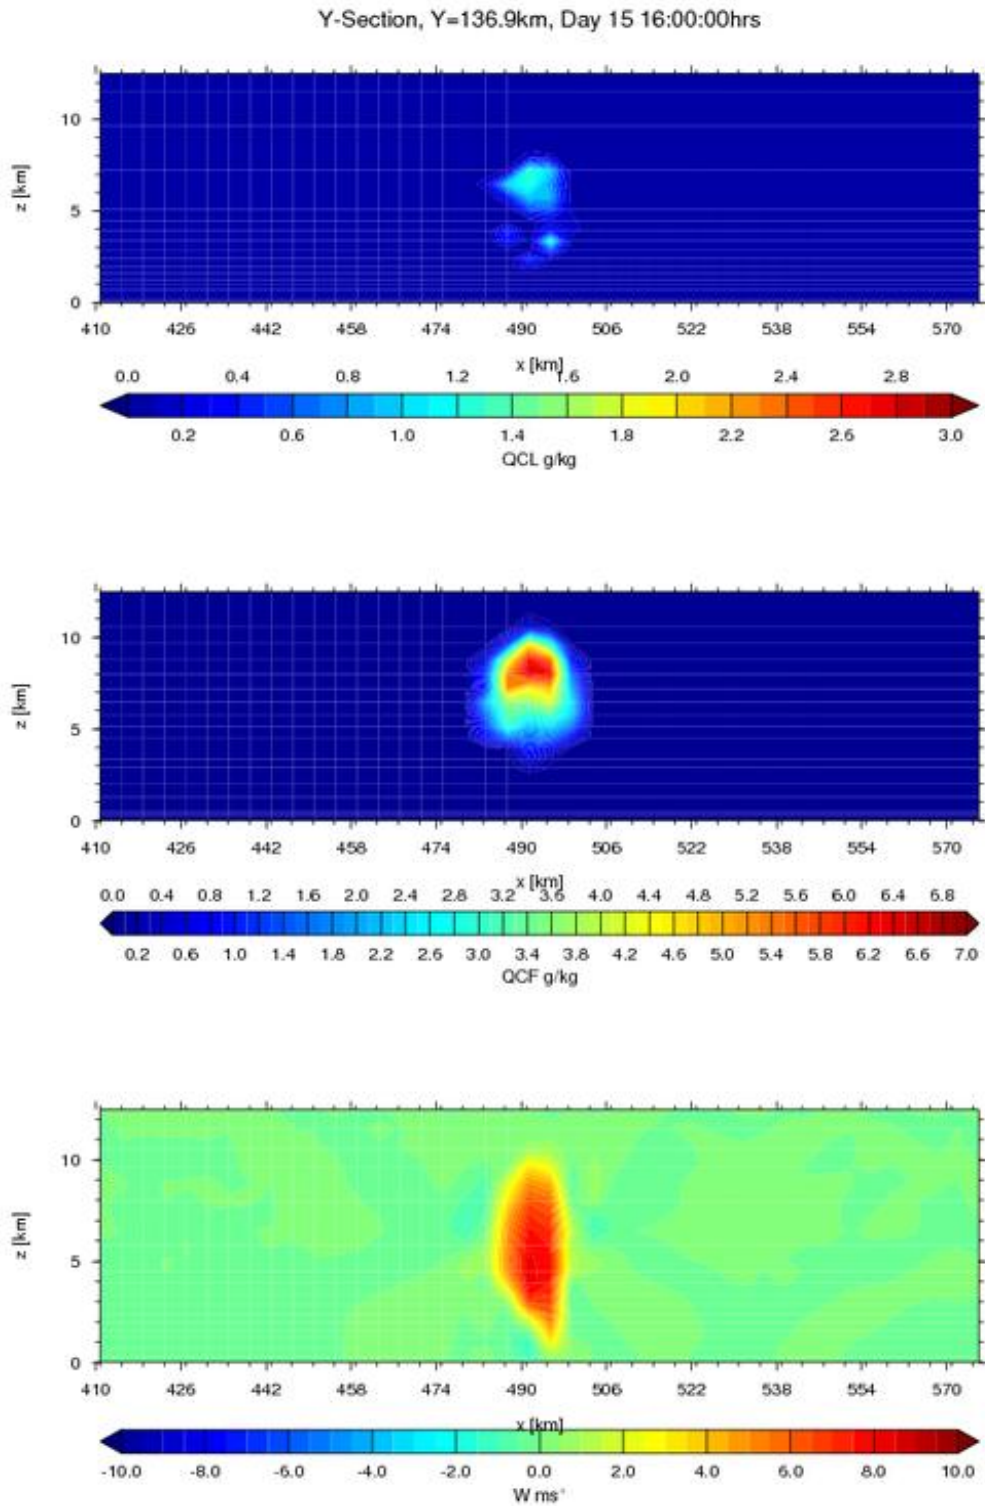 Y-Section, Y=136.9km, Day 15 16:00:00hrs
10
z [km]
5
0
410 426 442 458 474 490 506 522 538 554 570
x [km]
0.0 0.4 0.8 1.2 1.6 2.0 2.4 2.8
0.2 0.6 1.0 1.4 1.8 2.2 2.6 3.0
QCL g/kg
10
z [km]
5
0
410 426 442 458 474 490 506 522 538 554 570
x [km]
0.0 0.4 0.8 1.2 1.6 2.0 2.4 2.8 3.2 3.6 4.0 4.4 4.8 5.2 5.6 6.0 6.4 6.8
0.2 0.6 1.0 1.4 1.8 2.2 2.6 3.0 3.4 3.8 4.2 4.6 5.0 5.4 5.8 6.2 6.6 7.0
QCF g/kg
10
z [km]
5
0
410 426 442 458 474 490 506 522 538 554 570
x [km]
-10.0 -8.0 -6.0 -4.0 -2.0 0.0 2.0 4.0 6.0 8.0 10.0
W ms